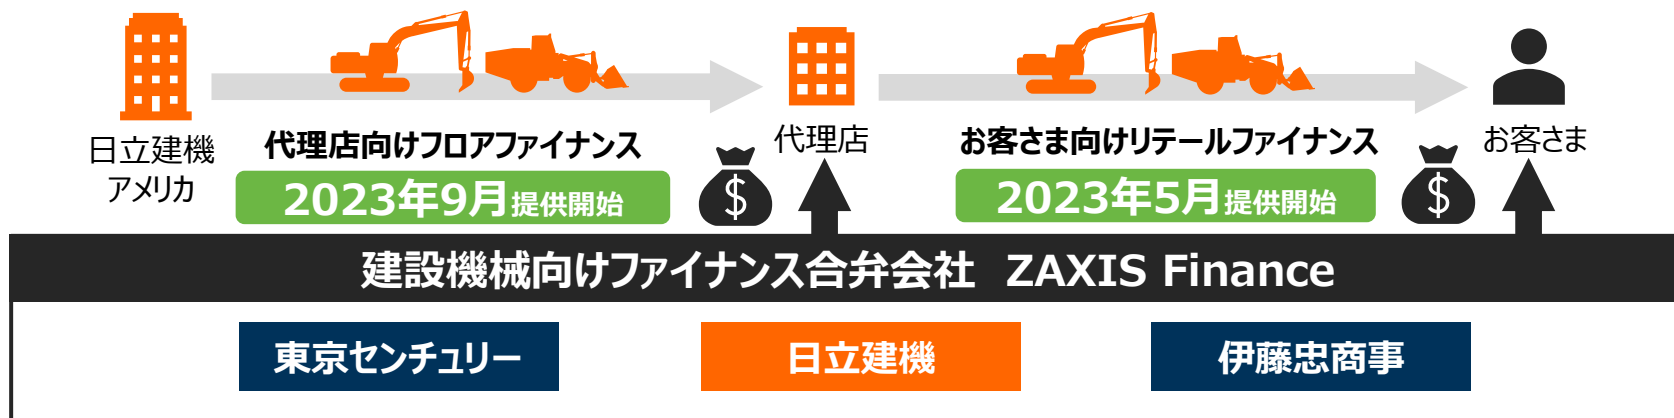 日立建機
アメリカ
代理店向けフロアファイナンス
2023年9月提供開始
$
代理店
お客さま向けリテールファイナンス
2023年5月提供開始
$
お客さま
建設機械向けファイナンス合弁会社 ZAXIS Finance
東京センチュリー
日立建機
伊藤忠商事